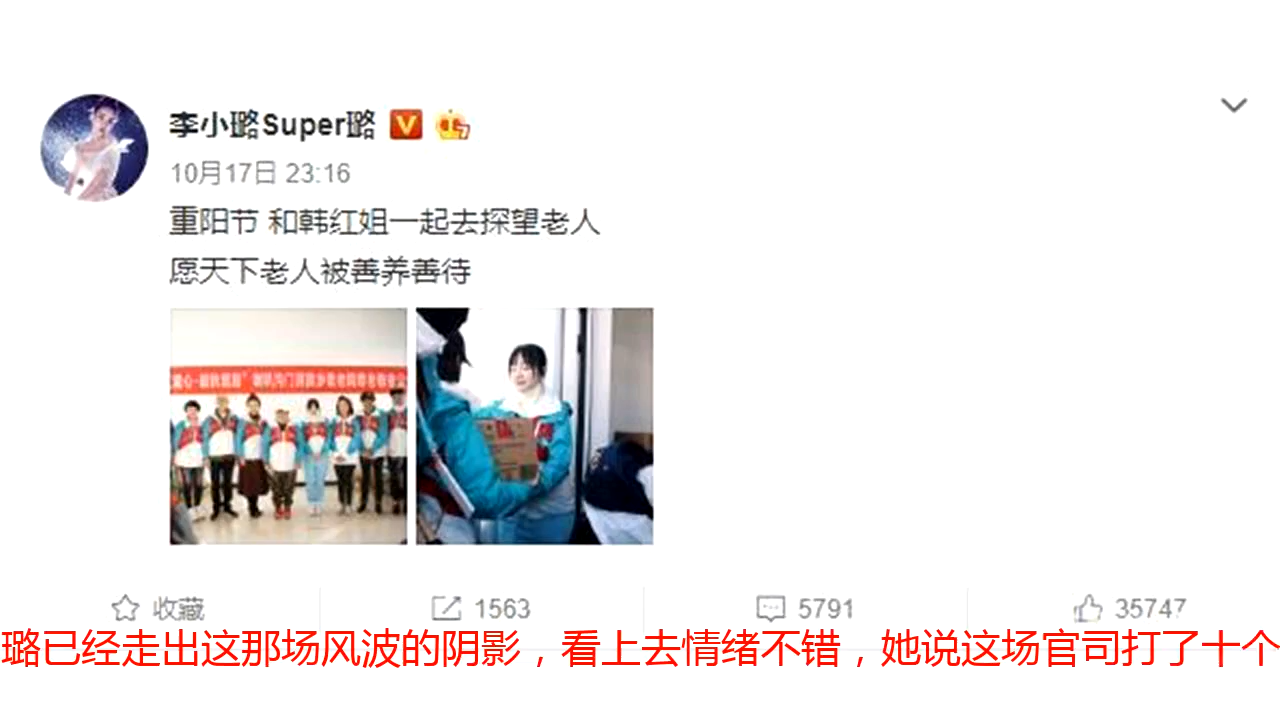 李小璐Super璐
10月17日 23:16
重阳节 和韩红姐一起去探望老人
愿天下老人被善养善待
收藏
1563
5791
35747
璐已经走出这那场风波的阴影，看上去情绪不错，她说这场官司打了十个